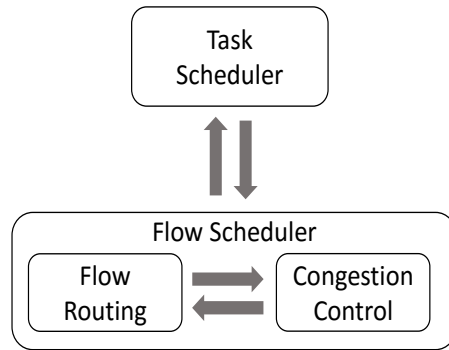 Task
Scheduler
Flow Scheduler
Flow
Routing
Congestion
Control